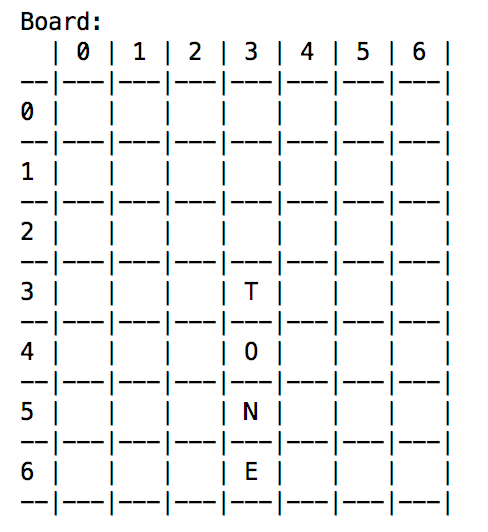 Board:
   | 0 | 1 | 2 | 3 | 4 | 5 | 6 |
--|---|---|---|---|---|---|---|
0 |   |   |   |   |   |   |   |
--|---|---|---|---|---|---|---|
1 |   |   |   |   |   |   |   |
--|---|---|---|---|---|---|---|
2 |   |   |   |   |   |   |   |
--|---|---|---|---|---|---|---|
3 |   |   |   | T |   |   |   |
--|---|---|---|---|---|---|---|
4 |   |   |   | O |   |   |   |
--|---|---|---|---|---|---|---|
5 |   |   |   | N |   |   |   |
--|---|---|---|---|---|---|---|
6 |   |   |   | E |   |   |   |
--|---|---|---|---|---|---|---|